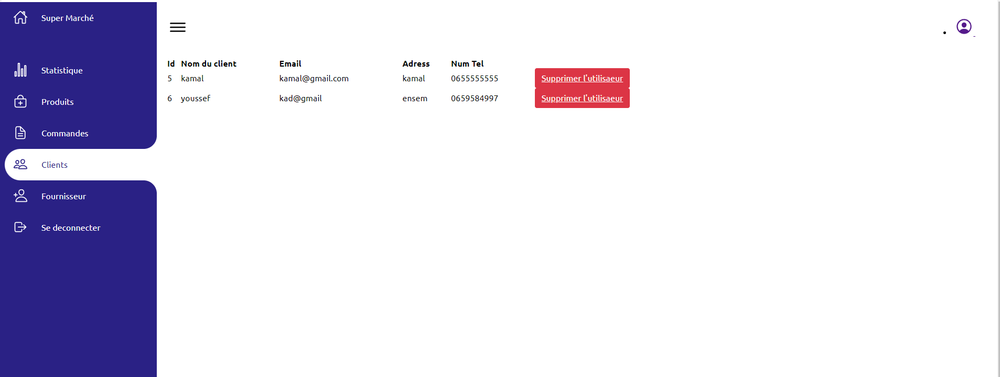 Super Marché
Statistique
Produits
Commandes
Clients
Fournisseur
Se deconnecter
Id Nom du client Email Adress Num Tel
5 kamal kamal@gmail.com kamal 0655555555 Supprimer l'utilisaeur
6 youssef kad@gmail ensem 0659584997 Supprimer l'utilisaeur